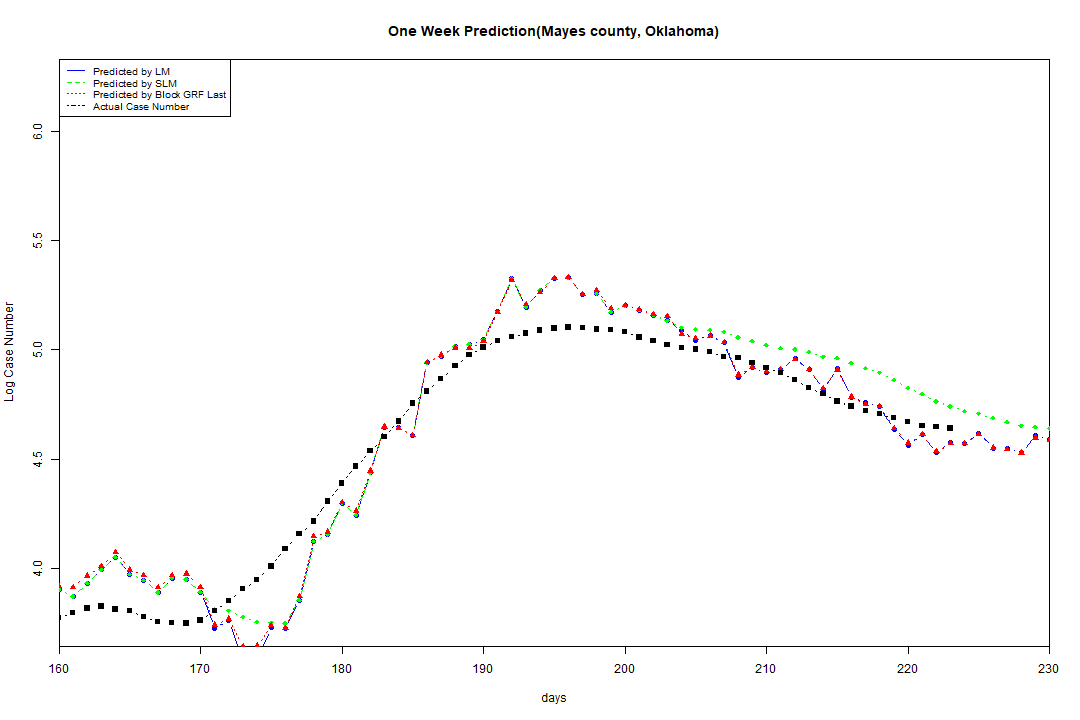 One Week Prediction(Mayes county, Oklahoma)
Predicted by LM
Predicted by SLM
Predicted by Block GRF Last
Actual Case Number
6.0
5.5
5.0
4.5
4.0
Log Case Number
160 170 180 190 200 210 220 230
days